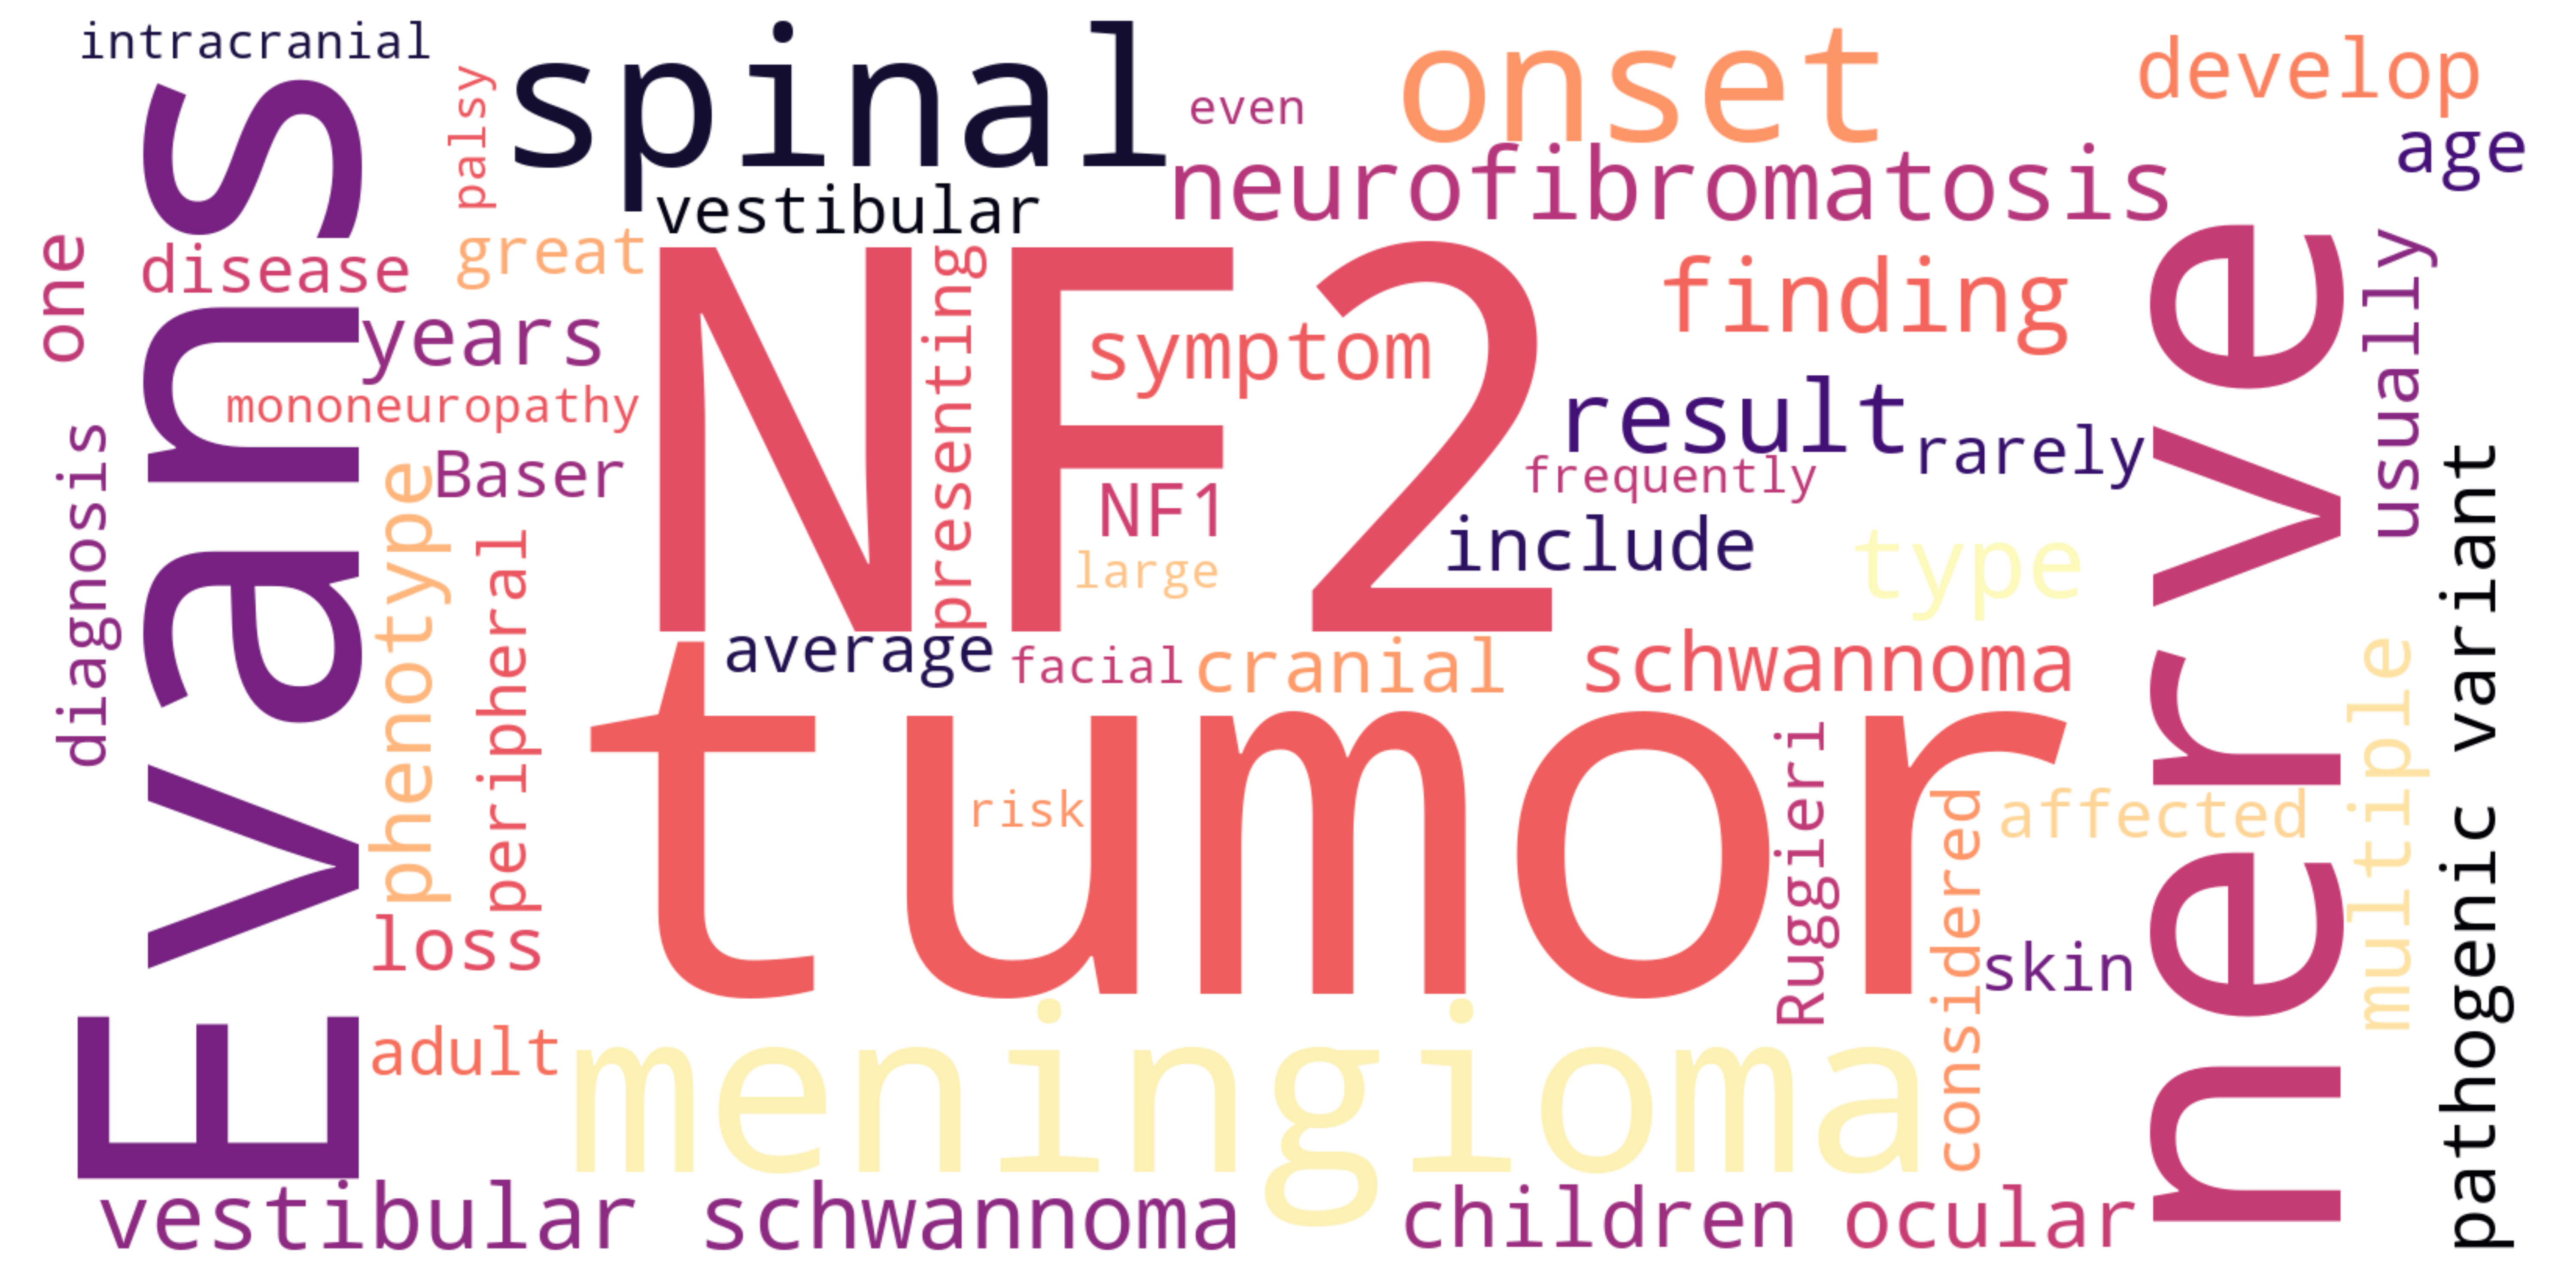 intracranial
spinal
onset
develop
palsy
even
age
neurofibromatosis
vestibular
Evans
one
disease
great
NF2
presenting
finding
nerve
usually
years
symptom
mononeuropathy
result
rarely
diagnosis
Baser
frequently
phenotype
NF1
pathogenic variant
peripheral
large
include
type
average
facial
cranial
schwannoma
multiple
tumor
risk
Ruggieri
considered
affected
loss
skin
adult
meningioma
vestibular schwannoma
children
ocular